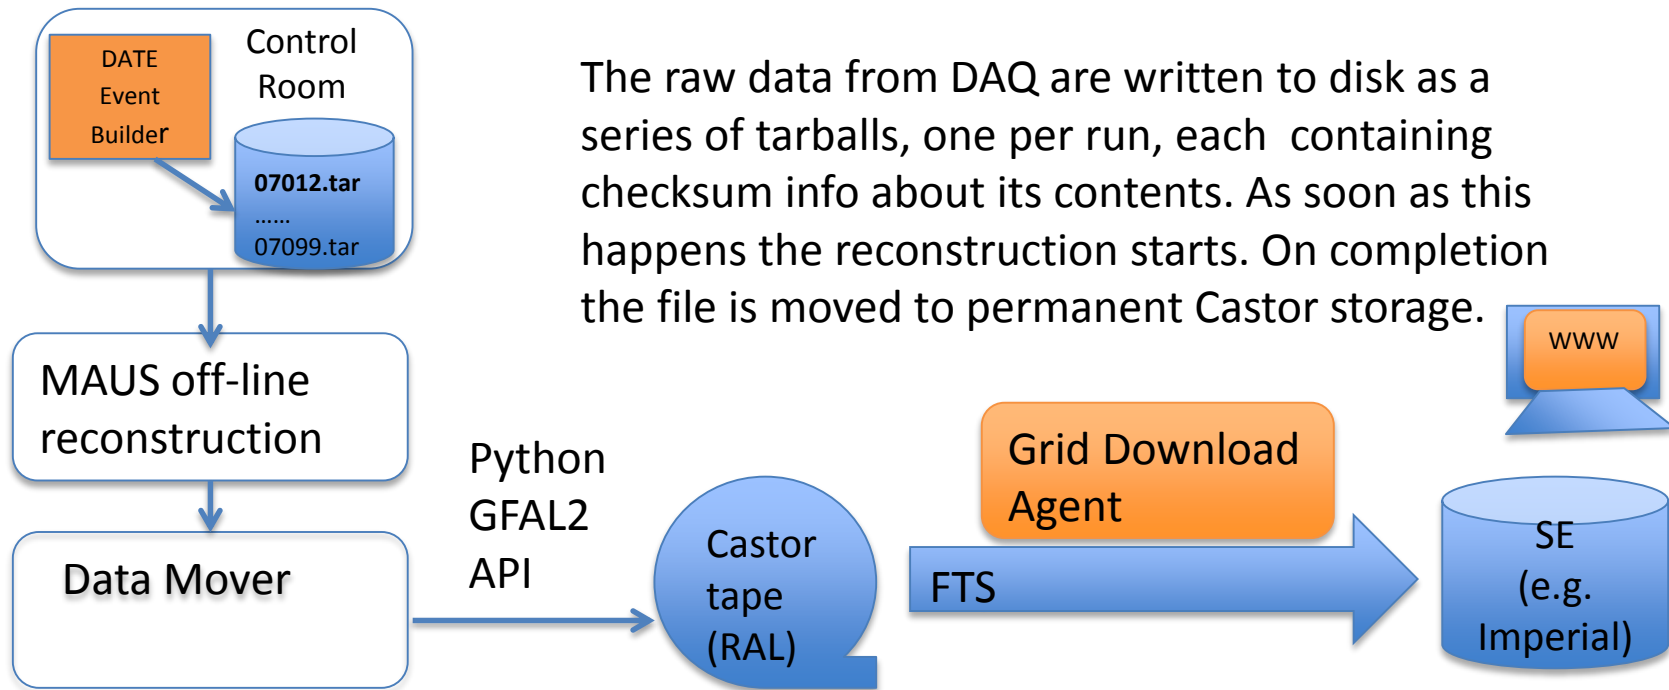 DATE
Event
Builder
Control
Room
07012.tar
......
07099.tar
The raw data from DAQ are written to disk as a
series of tarballs, one per run, each  containing
checksum info about its contents. As soon as this
happens the reconstruction starts. On completion
the file is moved to permanent Castor storage.
www
MAUS off-line
reconstruction
Data Mover
Python
GFAL2
API
Castor
tape
(RAL)
Grid Download
Agent
FTS
SE
(e.g.
Imperial)